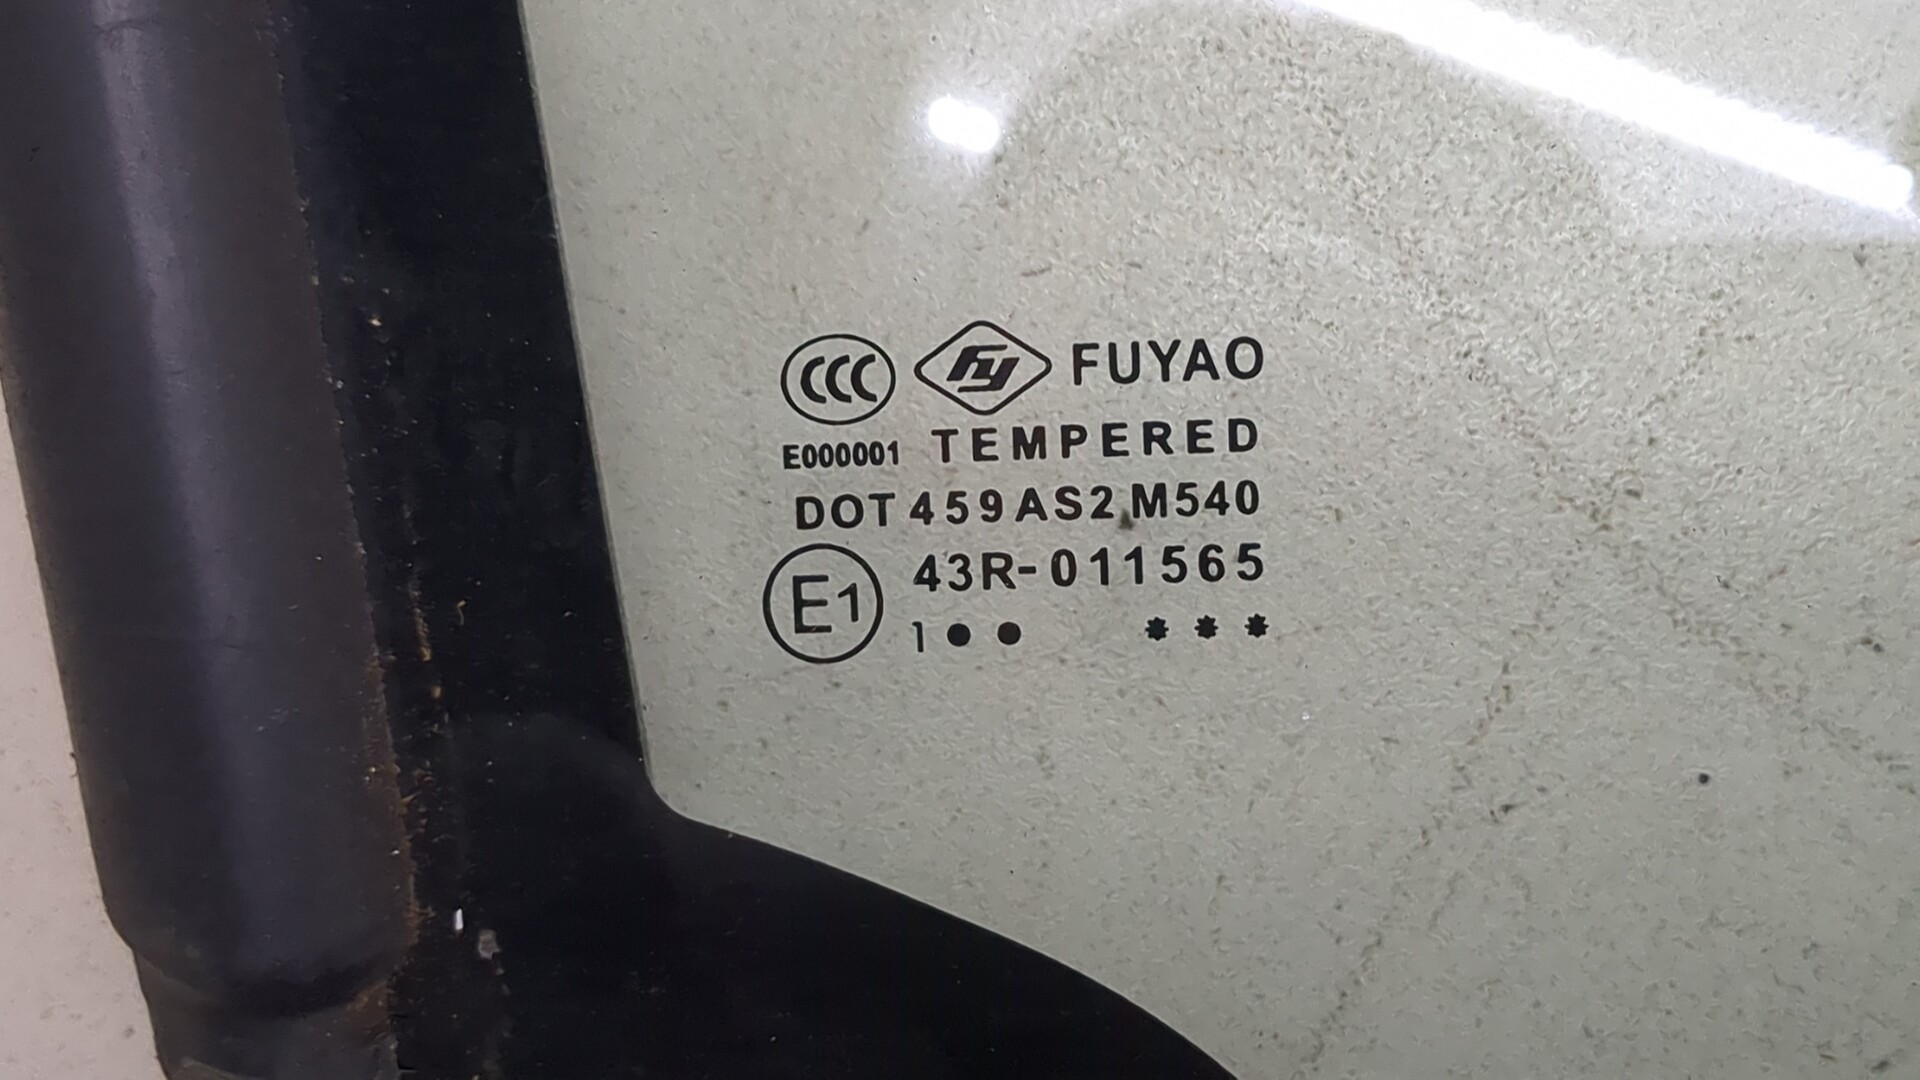 CCC fy FUYAO
E000001 TEMPERED
DOT 459 AS2 M540
E1 43R-011565
1 ● ● * * *